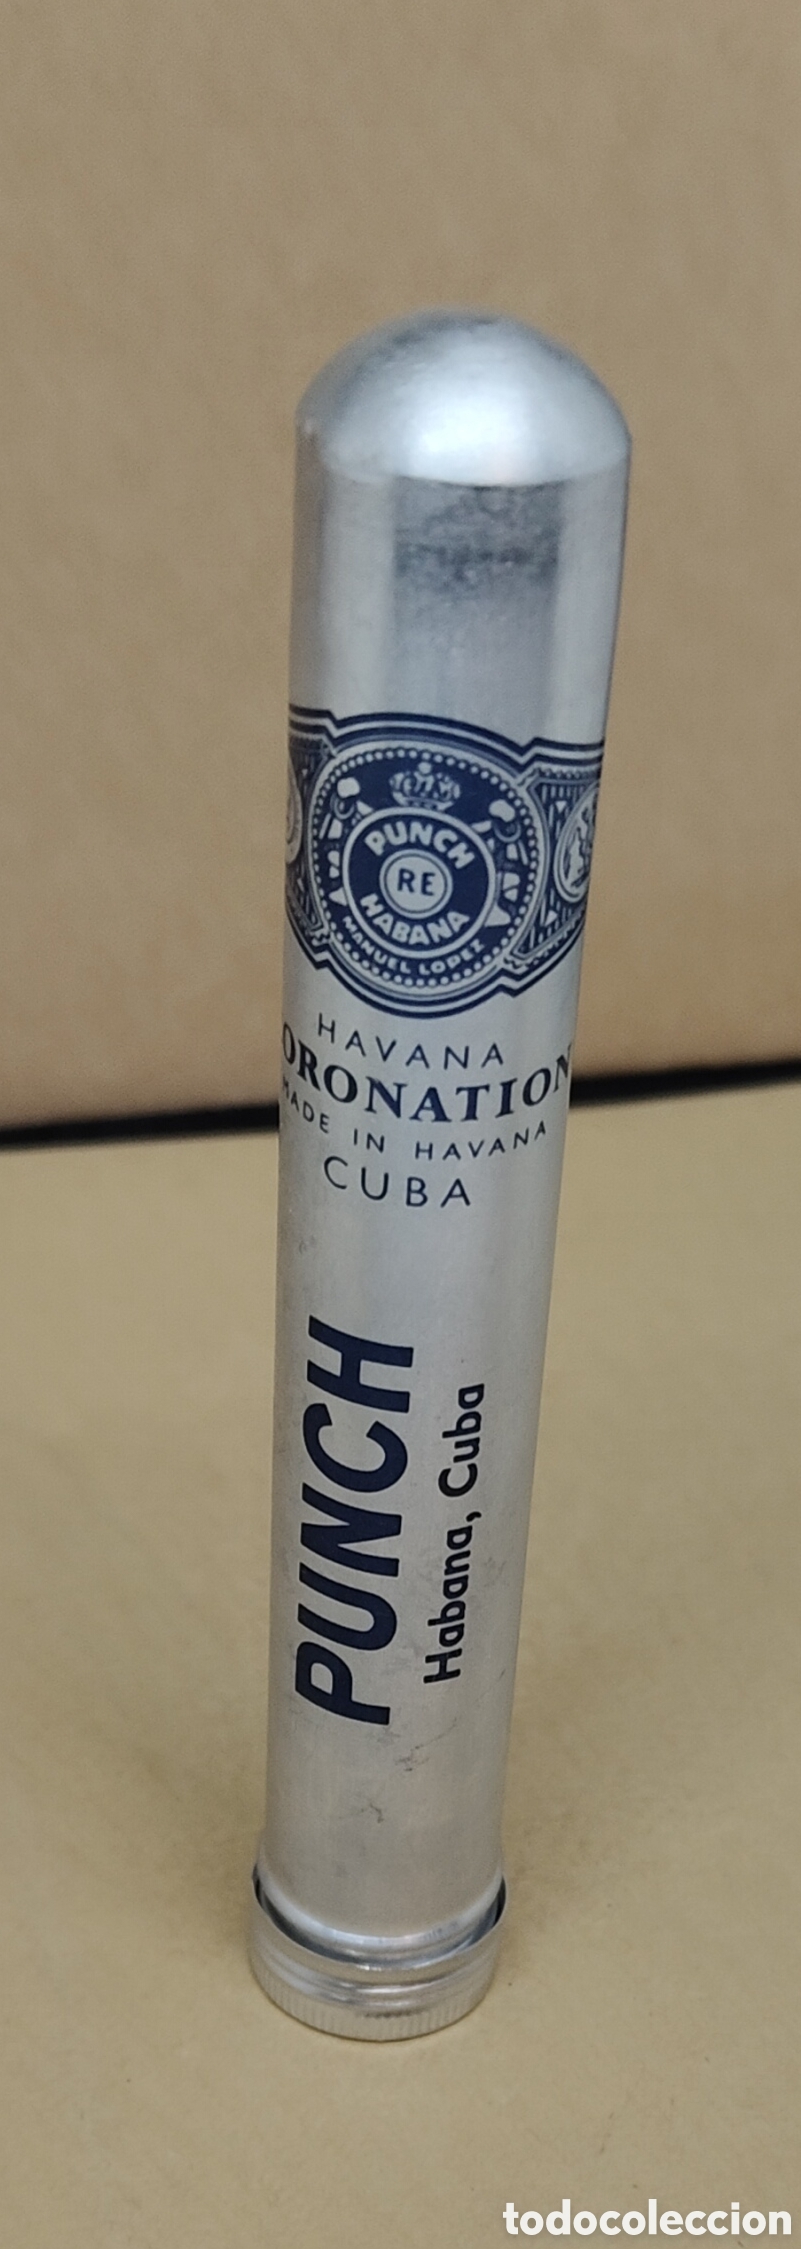 PUNCH
RE
HABANA
MANUEL LOPEZ
HAVANA
ORONATION
MADE IN HAVANA
CUBA
PUNCH
Habana, Cuba
todocoleccion